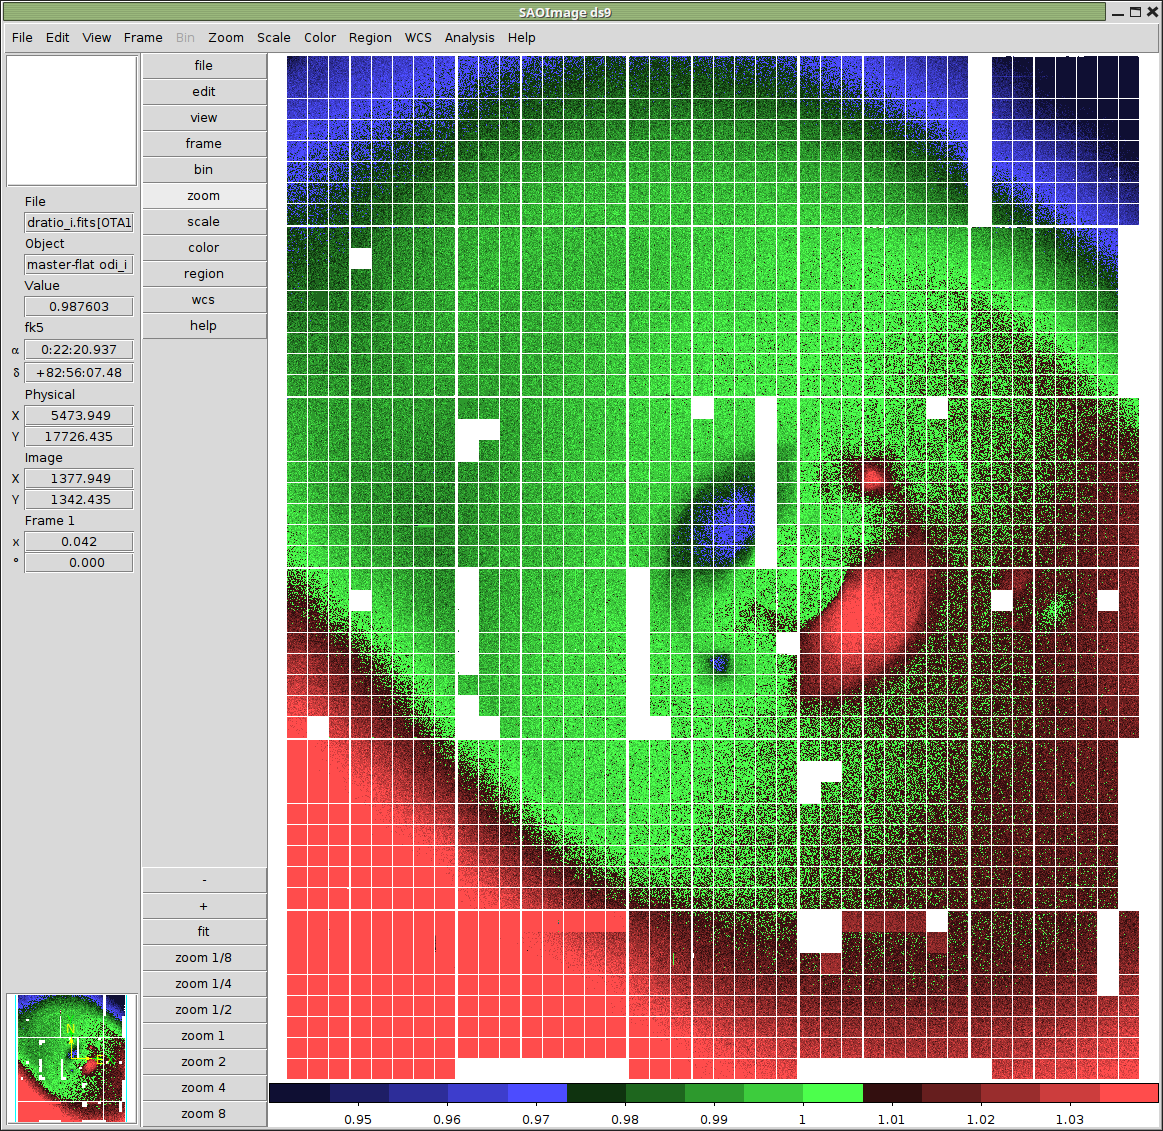 SAOImage ds9
File Edit View Frame Bin Zoom Scale Color Region WCS Analysis Help
file
edit
view
frame
bin
zoom
scale
color
region
wcs
help
File
dratio_i.fits[OTA1
Object
master-flat odi_i
Value
0.987603
fk5
α 0:22:20.937
δ +82:56:07.48
Physical
X 5473.949
Y 17726.435
Image
X 1377.949
Y 1342.435
Frame 1
x 0.042
° 0.000
-
+
fit
zoom 1/8
zoom 1/4
zoom 1/2
zoom 1
zoom 2
zoom 4
zoom 8
N
0.95 0.96 0.97 0.98 0.99 1 1.01 1.02 1.03